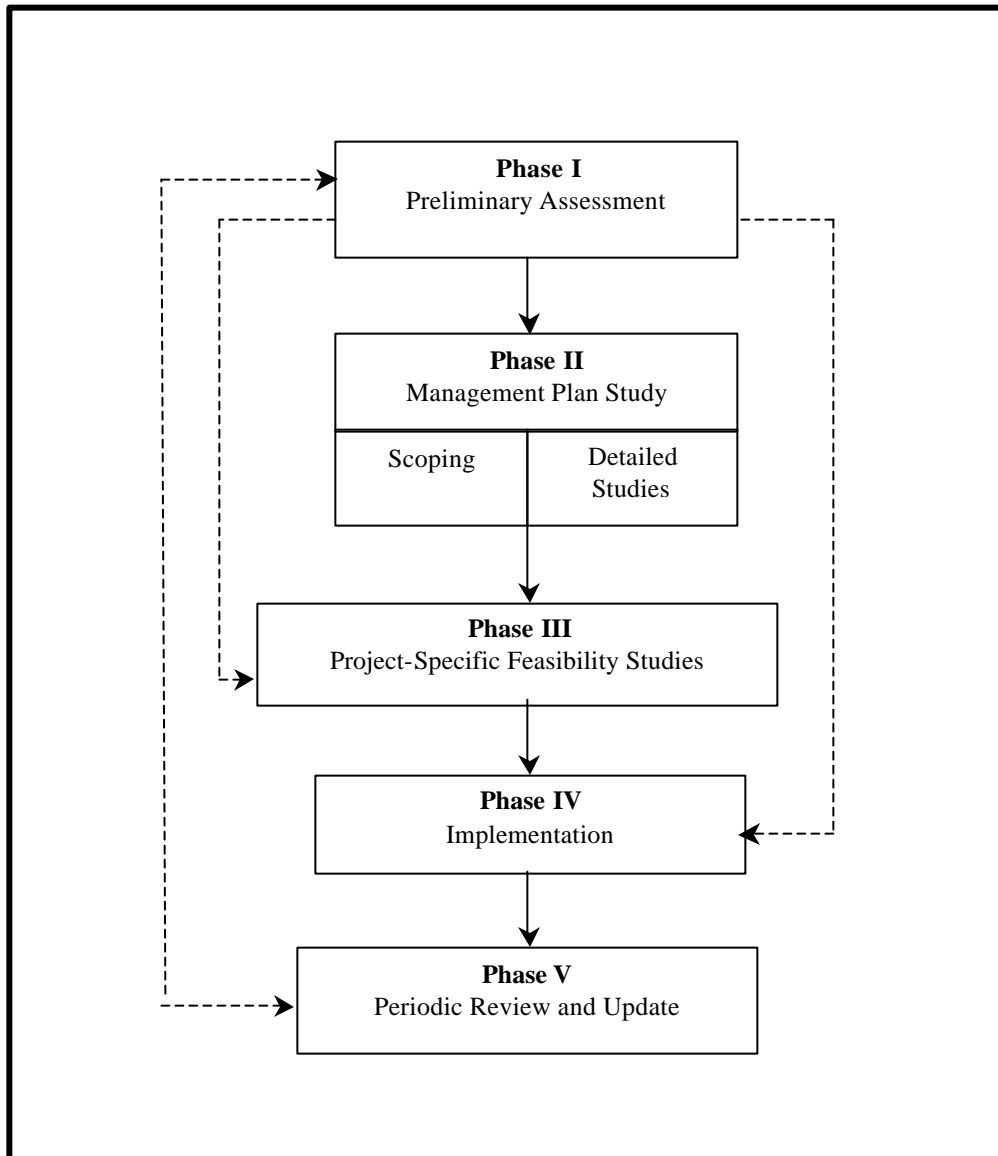 Phase I
Preliminary Assessment
Phase II
Management Plan Study
Scoping
Detailed
Studies
Phase III
Project-Specific Feasibility Studies
Phase IV
Implementation
Phase V
Periodic Review and Update